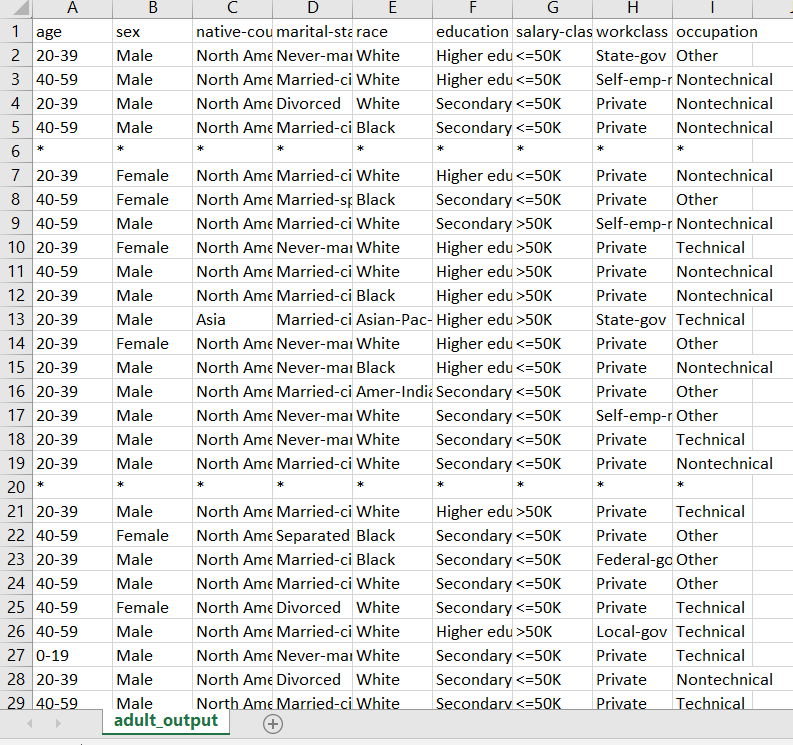 A B C D E F G H I
1 age sex native-cou marital-sta race education salary-clas workclass occupation
2 20-39 Male North Ame Never-mar White Higher edu <=50K State-gov Other
3 40-59 Male North Ame Married-ci White Higher edu <=50K Self-emp-n Nontechnical
4 20-39 Male North Ame Divorced White Secondary <=50K Private Nontechnical
5 40-59 Male North Ame Married-ci Black Secondary <=50K Private Nontechnical
6 * * * * * * * * *
7 20-39 Female North Ame Married-ci White Higher edu <=50K Private Nontechnical
8 40-59 Female North Ame Married-sp Black Secondary <=50K Private Other
9 40-59 Male North Ame Married-ci White Secondary >50K Self-emp-n Nontechnical
10 20-39 Female North Ame Never-mar White Higher edu >50K Private Technical
11 40-59 Male North Ame Married-ci White Higher edu >50K Private Nontechnical
12 20-39 Male North Ame Married-ci Black Higher edu >50K Private Nontechnical
13 20-39 Male Asia Married-ci Asian-Pac- Higher edu >50K State-gov Technical
14 20-39 Female North Ame Never-mar White Higher edu <=50K Private Other
15 20-39 Male North Ame Never-mar Black Higher edu <=50K Private Nontechnical
16 20-39 Male North Ame Married-ci Amer-India Secondary <=50K Private Other
17 20-39 Male North Ame Never-mar White Secondary <=50K Self-emp-n Other
18 20-39 Male North Ame Never-mar White Secondary <=50K Private Technical
19 20-39 Male North Ame Married-ci White Secondary <=50K Private Nontechnical
20 * * * * * * * * *
21 20-39 Male North Ame Married-ci White Higher edu >50K Private Technical
22 40-59 Female North Ame Separated Black Secondary <=50K Private Other
23 20-39 Male North Ame Married-ci Black Secondary <=50K Federal-go Other
24 40-59 Male North Ame Married-ci White Secondary <=50K Private Other
25 40-59 Female North Ame Divorced White Secondary <=50K Private Technical
26 40-59 Male North Ame Married-ci White Higher edu >50K Local-gov Technical
27 0-19 Male North Ame Never-mar White Secondary <=50K Private Technical
28 20-39 Male North Ame Divorced White Secondary <=50K Private Nontechnical
29 40-59 Male North Ame Married-ci White Secondary <=50K Private Technical
adult_output